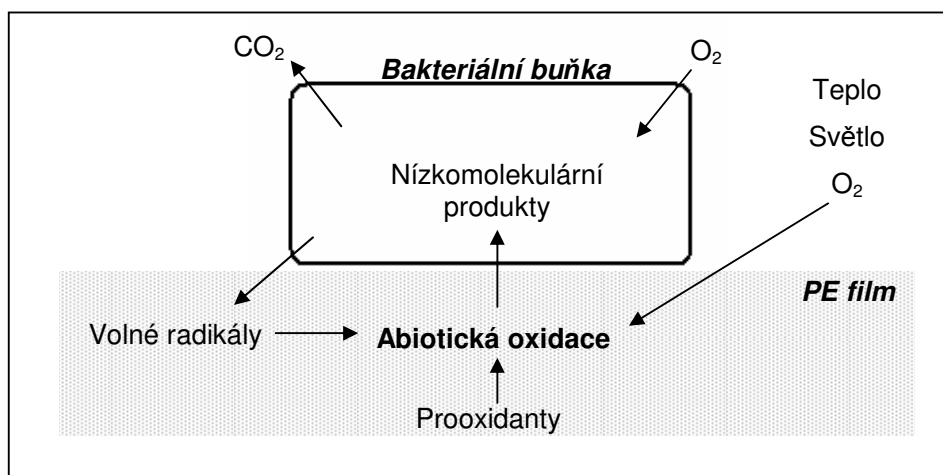 CO₂
Bakteriální buňka
O₂
Teplo
Světlo
O₂
Nízkomolekulární
produkty
PE film
Volné radikály
Abiotická oxidace
Prooxidanty